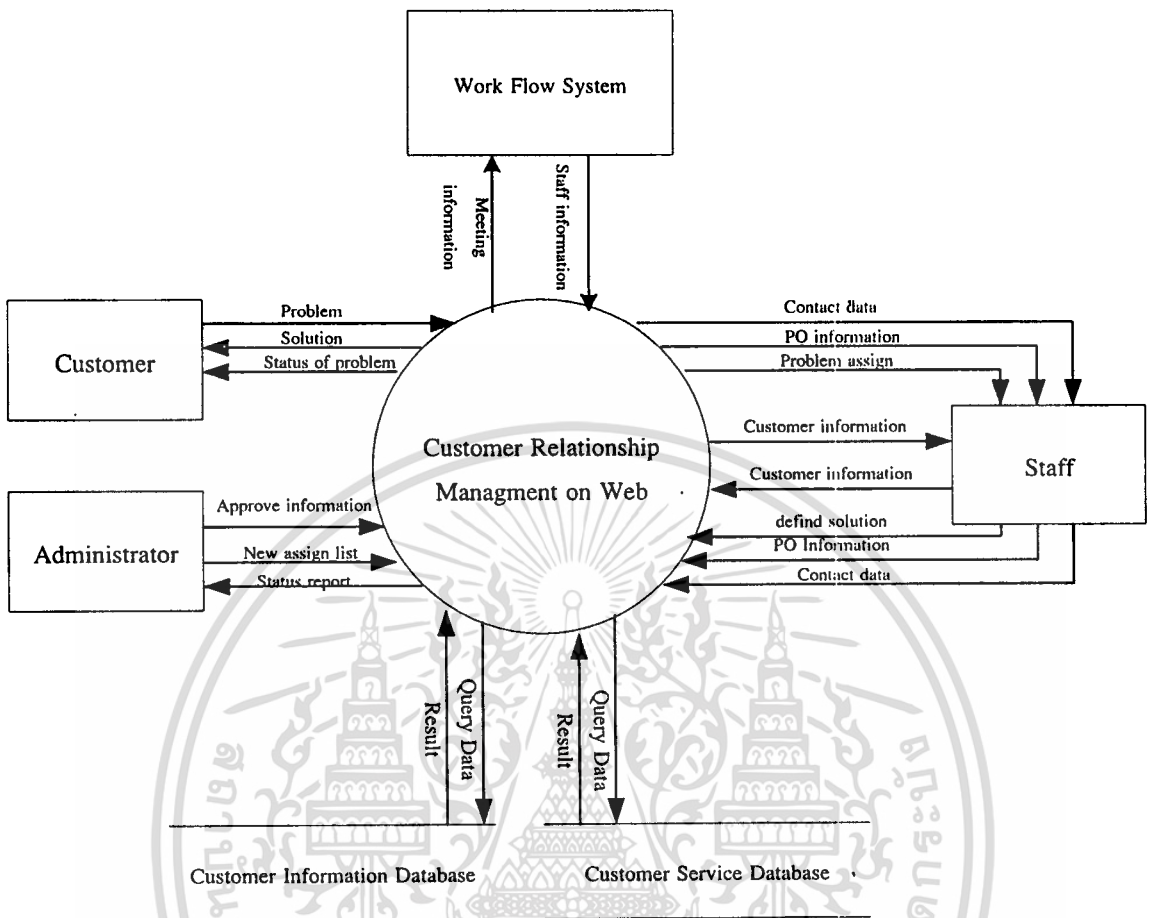 Work Flow System
Meeting
information
Staff information
Problem
Solution
Status of problem
Customer
Contact data
PO information
Problem assign
Customer information
Customer information
Staff
defind solution
PO Information
Contact data
Customer Relationship
Managment on Web
Approve information
New assign list
Status report
Administrator
Result
Query Data
Result
Query Data
Customer Information Database
Customer Service Database